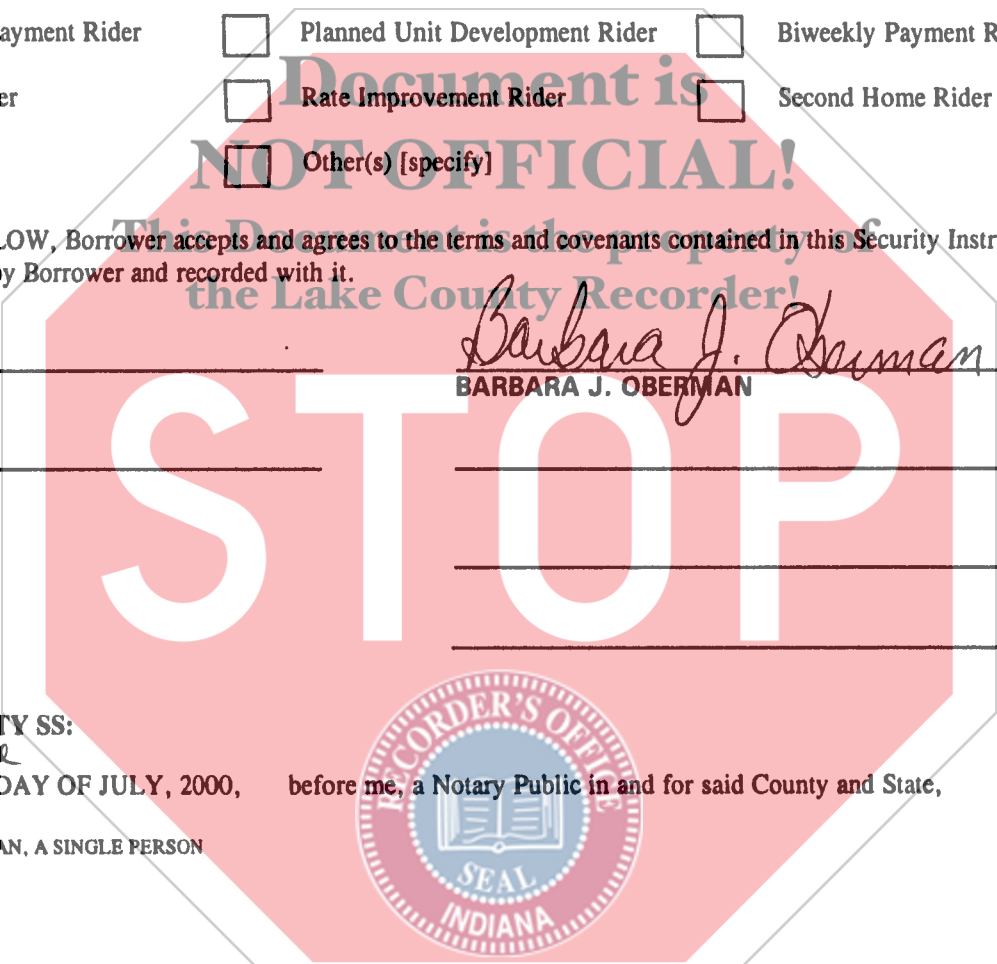 ayment Rider Planned Unit Development Rider Biweekly Payment R
Document is
er Rate Improvement Rider Second Home Rider
NOT OFFICIAL!
Other(s) [specify]
This Document is the property of
LOW, Borrower accepts and agrees to the terms and covenants contained in this Security Instr
by Borrower and recorded with it.
the Lake County Recorder!
Barbara J. Oberman
BARBARA J. OBERMAN
STOP
TY SS:
DAY OF JULY, 2000, before me, a Notary Public in and for said County and State,
AN, A SINGLE PERSON
RECORDER'S OFFICE
SEAL
INDIANA